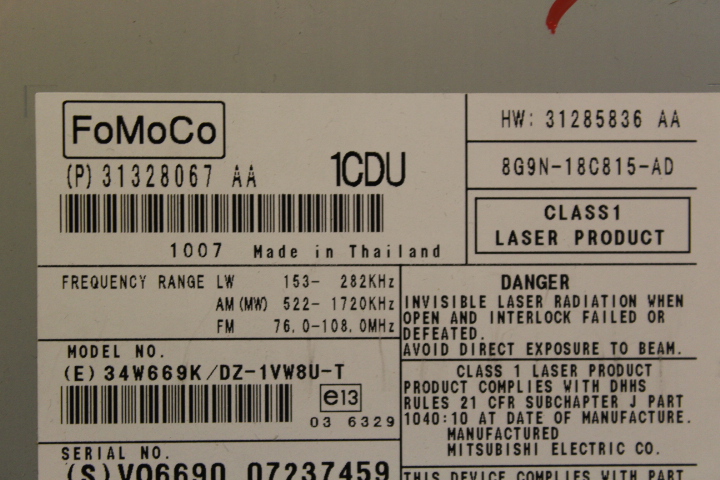 FoMoCo
(P) 31328067 AA
1CDU
1007 Made in Thailand
HW: 31285836 AA
8G9N-18C815-AD
CLASS1
LASER PRODUCT
FREQUENCY RANGE LW 153- 282KHz
AM (MW) 522- 1720KHz
FM 76.0-108.0MHz
MODEL NO.
(E) 34W669K/DZ-1VW8U-T
e13
03 6329
SERIAL NO.
(S)VO6690 07237459
DANGER
INVISIBLE LASER RADIATION WHEN
OPEN AND INTERLOCK FAILED OR
DEFEATED.
AVOID DIRECT EXPOSURE TO BEAM.
CLASS 1 LASER PRODUCT
PRODUCT COMPLIES WITH DHHS
RULES 21 CFR SUBCHAPTER J PART
1040:10 AT DATE OF MANUFACTURE.
MANUFACTURED
MITSUBISHI ELECTRIC CO.
THIS DEVICE COMPLIES WITH PART